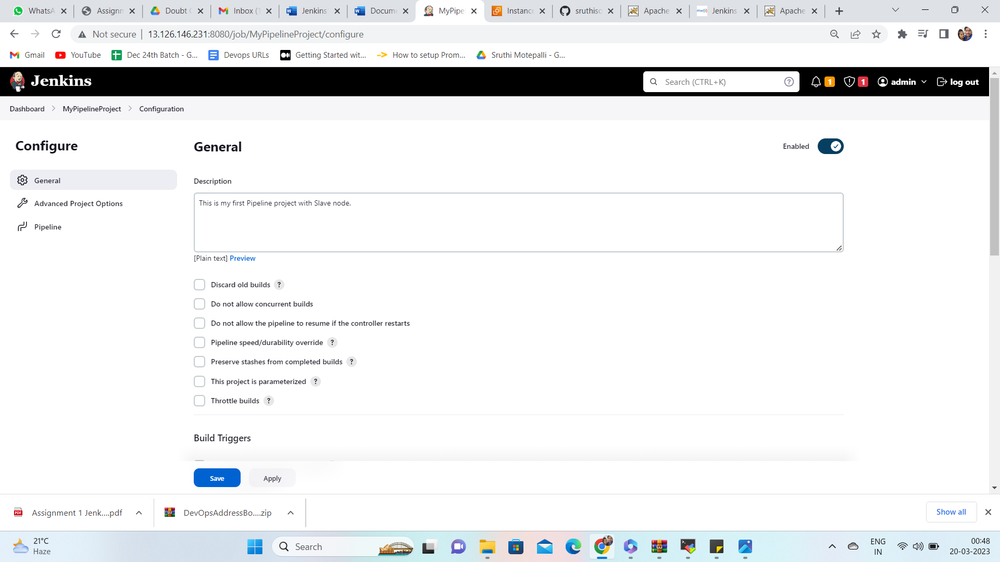 WhatsA
Assignm
Doubt C
Inbox (1
Jenkins
Docume
MyPipe
Instance
sruthisc
Apache
Jenkins
Apache
Not secure
13.126.146.231:8080/job/MyPipelineProject/configure
Gmail
YouTube
Dec 24th Batch - G...
Devops URLs
Getting Started wit...
How to setup Prom...
Sruthi Motepalli - G...
Jenkins
Search (CTRL+K)
?
1
1
admin
log out
Dashboard
MyPipelineProject
Configuration
Configure
General
Advanced Project Options
Pipeline
General
Enabled
Description
This is my first Pipeline project with Slave node.
[Plain text] Preview
Discard old builds ?
Do not allow concurrent builds
Do not allow the pipeline to resume if the controller restarts
Pipeline speed/durability override ?
Preserve stashes from completed builds ?
This project is parameterized ?
Throttle builds ?
Build Triggers
Save
Apply
PDF
Assignment 1 Jenk....pdf
DevOpsAddressBo....zip
Show all
21°C
Haze
Search
ENG
IN
00:48
20-03-2023